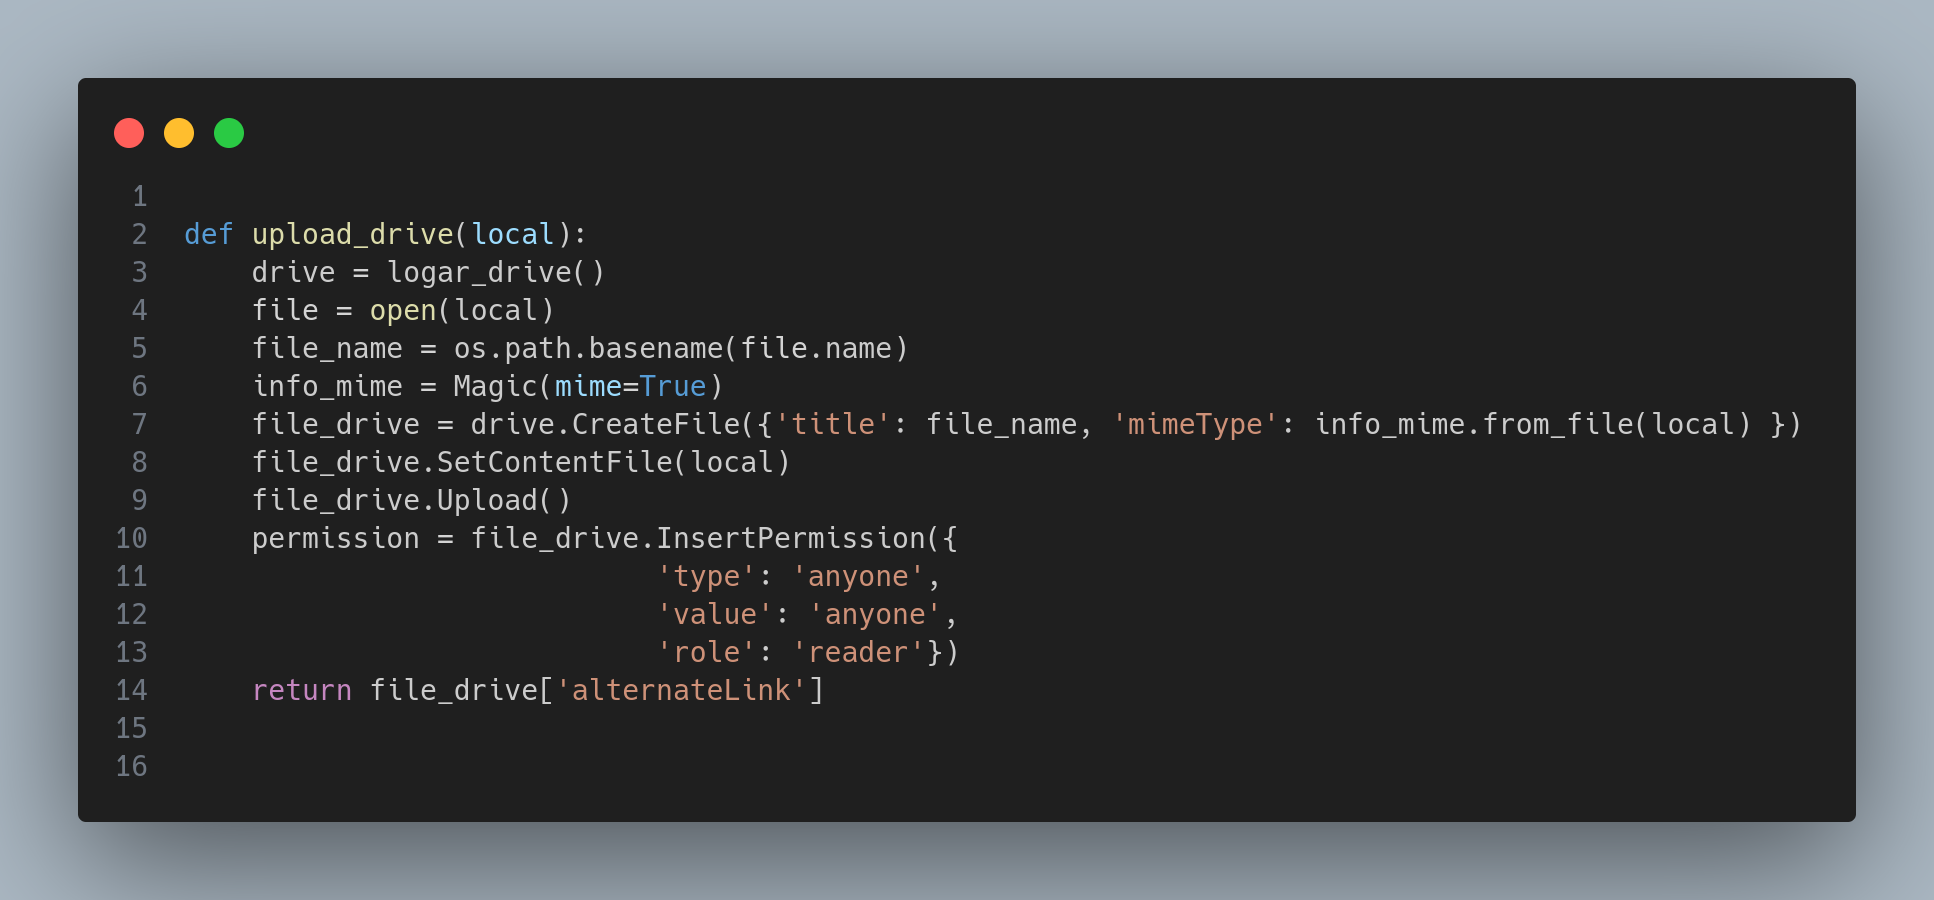 1
2 def upload_drive(local):
3     drive = logar_drive()
4     file = open(local)
5     file_name = os.path.basename(file.name)
6     info_mime = Magic(mime=True)
7     file_drive = drive.CreateFile({'title': file_name, 'mimeType': info_mime.from_file(local) })
8     file_drive.SetContentFile(local)
9     file_drive.Upload()
10     permission = file_drive.InsertPermission({
11                             'type': 'anyone',
12                             'value': 'anyone',
13                             'role': 'reader'})
14     return file_drive['alternateLink']
15
16